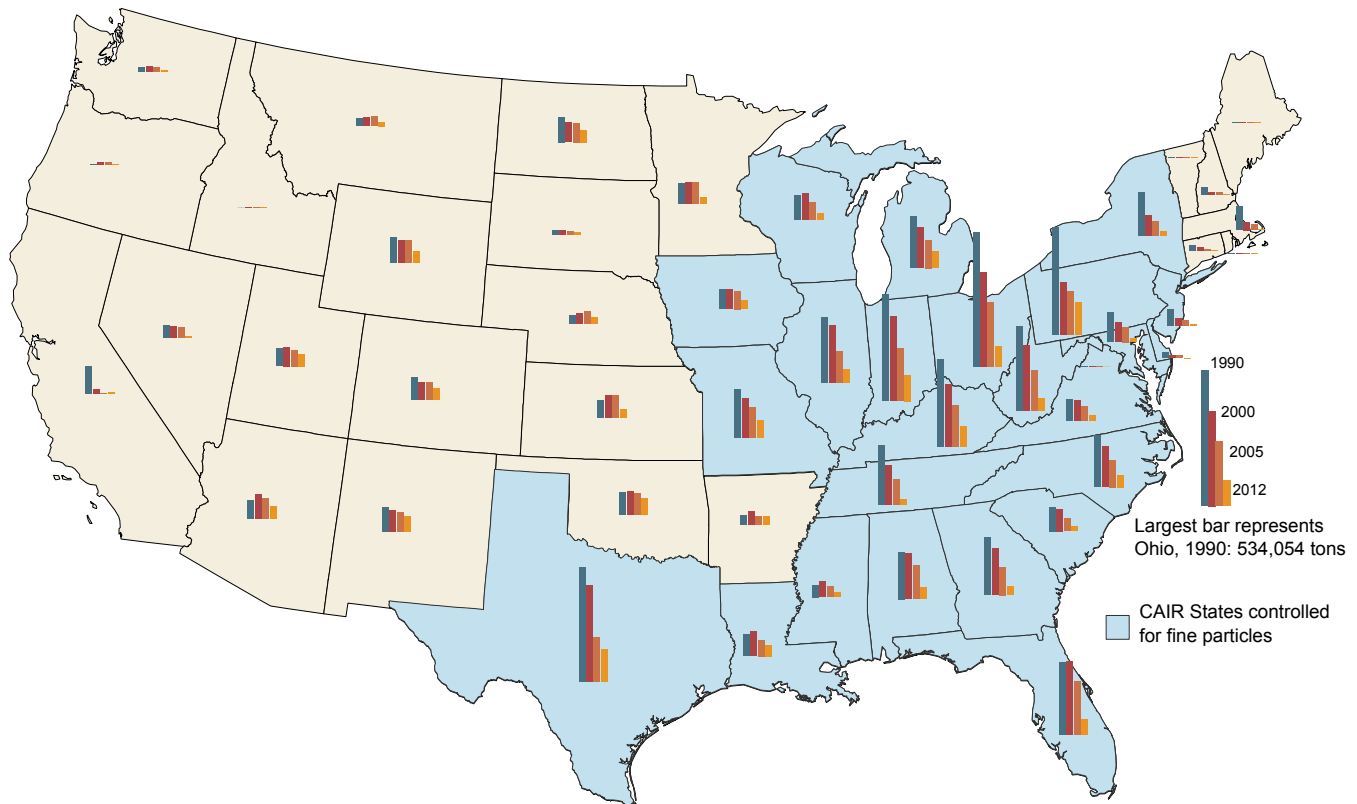 1990
2000
2005
2012
Largest bar represents
Ohio, 1990: 534,054 tons
CAIR States controlled
for fine particles